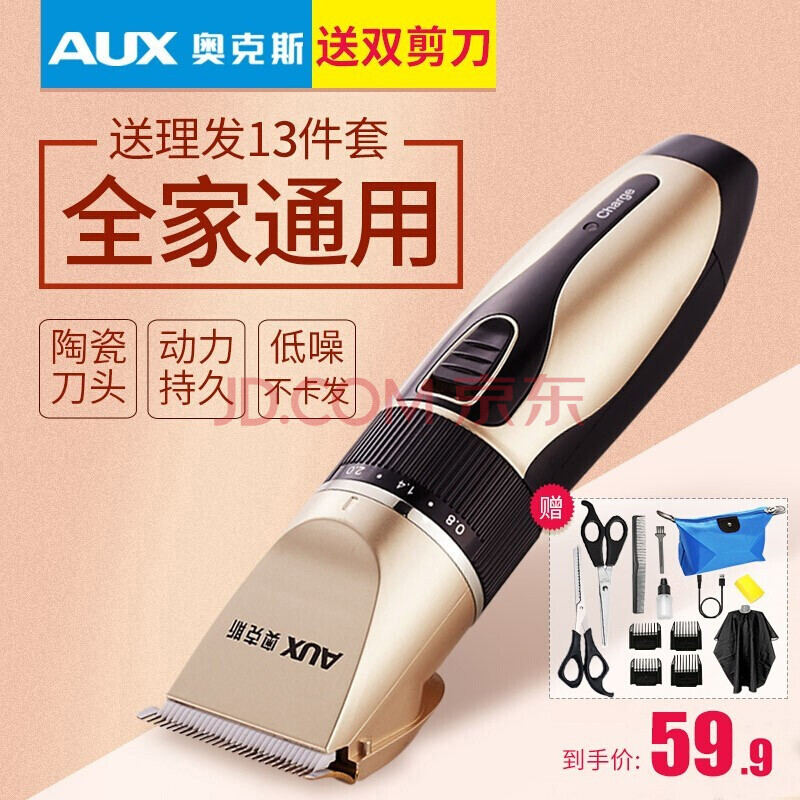 AUX 奥克斯 送双剪刀
送理发13件套
全家通用
陶瓷
刀头
动力
持久
低噪
不卡发
JD.COM 京东
Charge
2.0 · 1.4 · 0.8
AUX 奥克斯
赠
到手价: 59.9